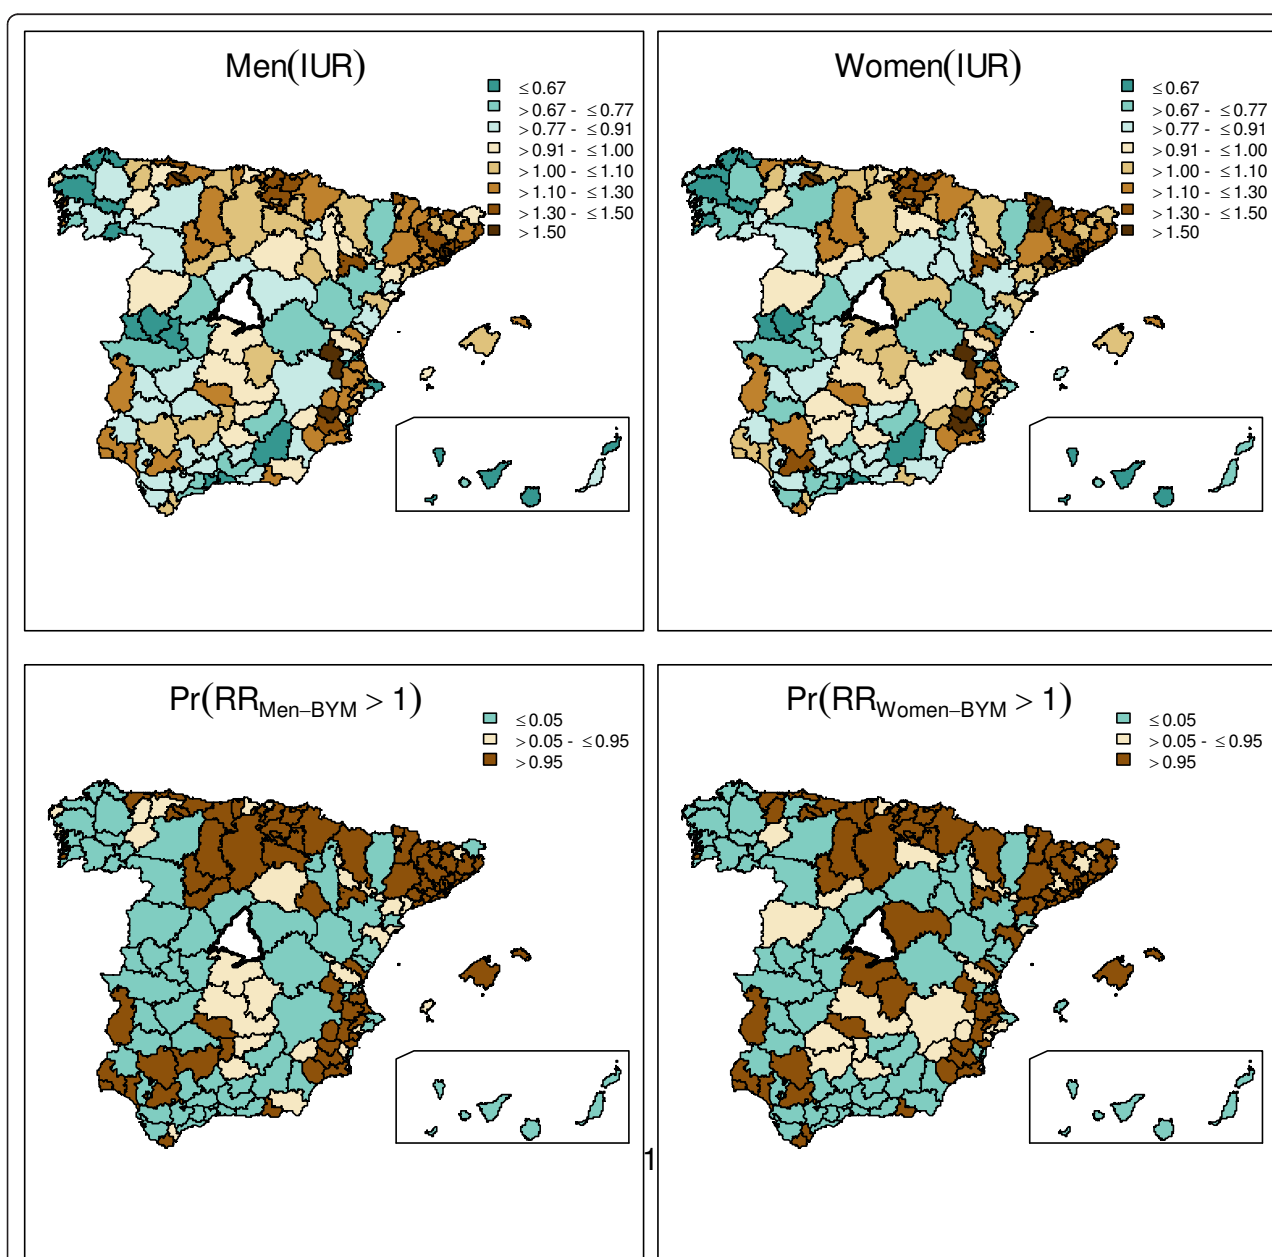 Men(IUR)
≤0.67
>0.67 - ≤0.77
>0.77 - ≤0.91
>0.91 - ≤1.00
>1.00 - ≤1.10
>1.10 - ≤1.30
>1.30 - ≤1.50
>1.50
Women(IUR)
≤0.67
>0.67 - ≤0.77
>0.77 - ≤0.91
>0.91 - ≤1.00
>1.00 - ≤1.10
>1.10 - ≤1.30
>1.30 - ≤1.50
>1.50
Pr(RRMen−BYM > 1)
≤0.05
>0.05 - ≤0.95
>0.95
Pr(RRWomen−BYM > 1)
≤0.05
>0.05 - ≤0.95
>0.95
1